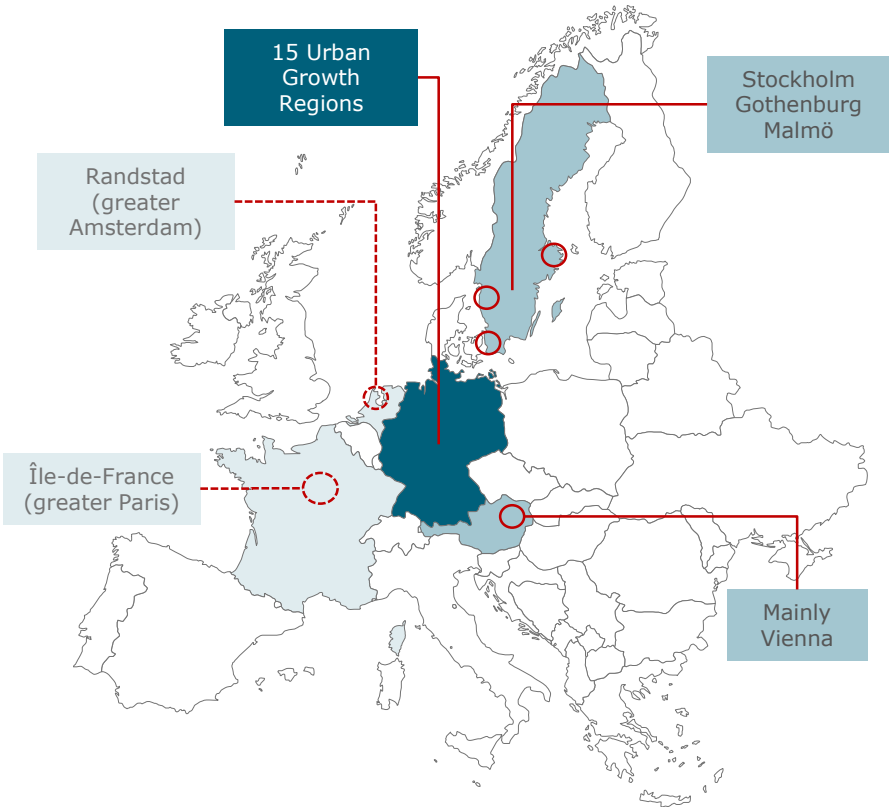 15 Urban
Growth
Regions
Stockholm
Gothenburg
Malmö
Randstad
(greater
Amsterdam)
Île-de-France
(greater Paris)
Mainly
Vienna